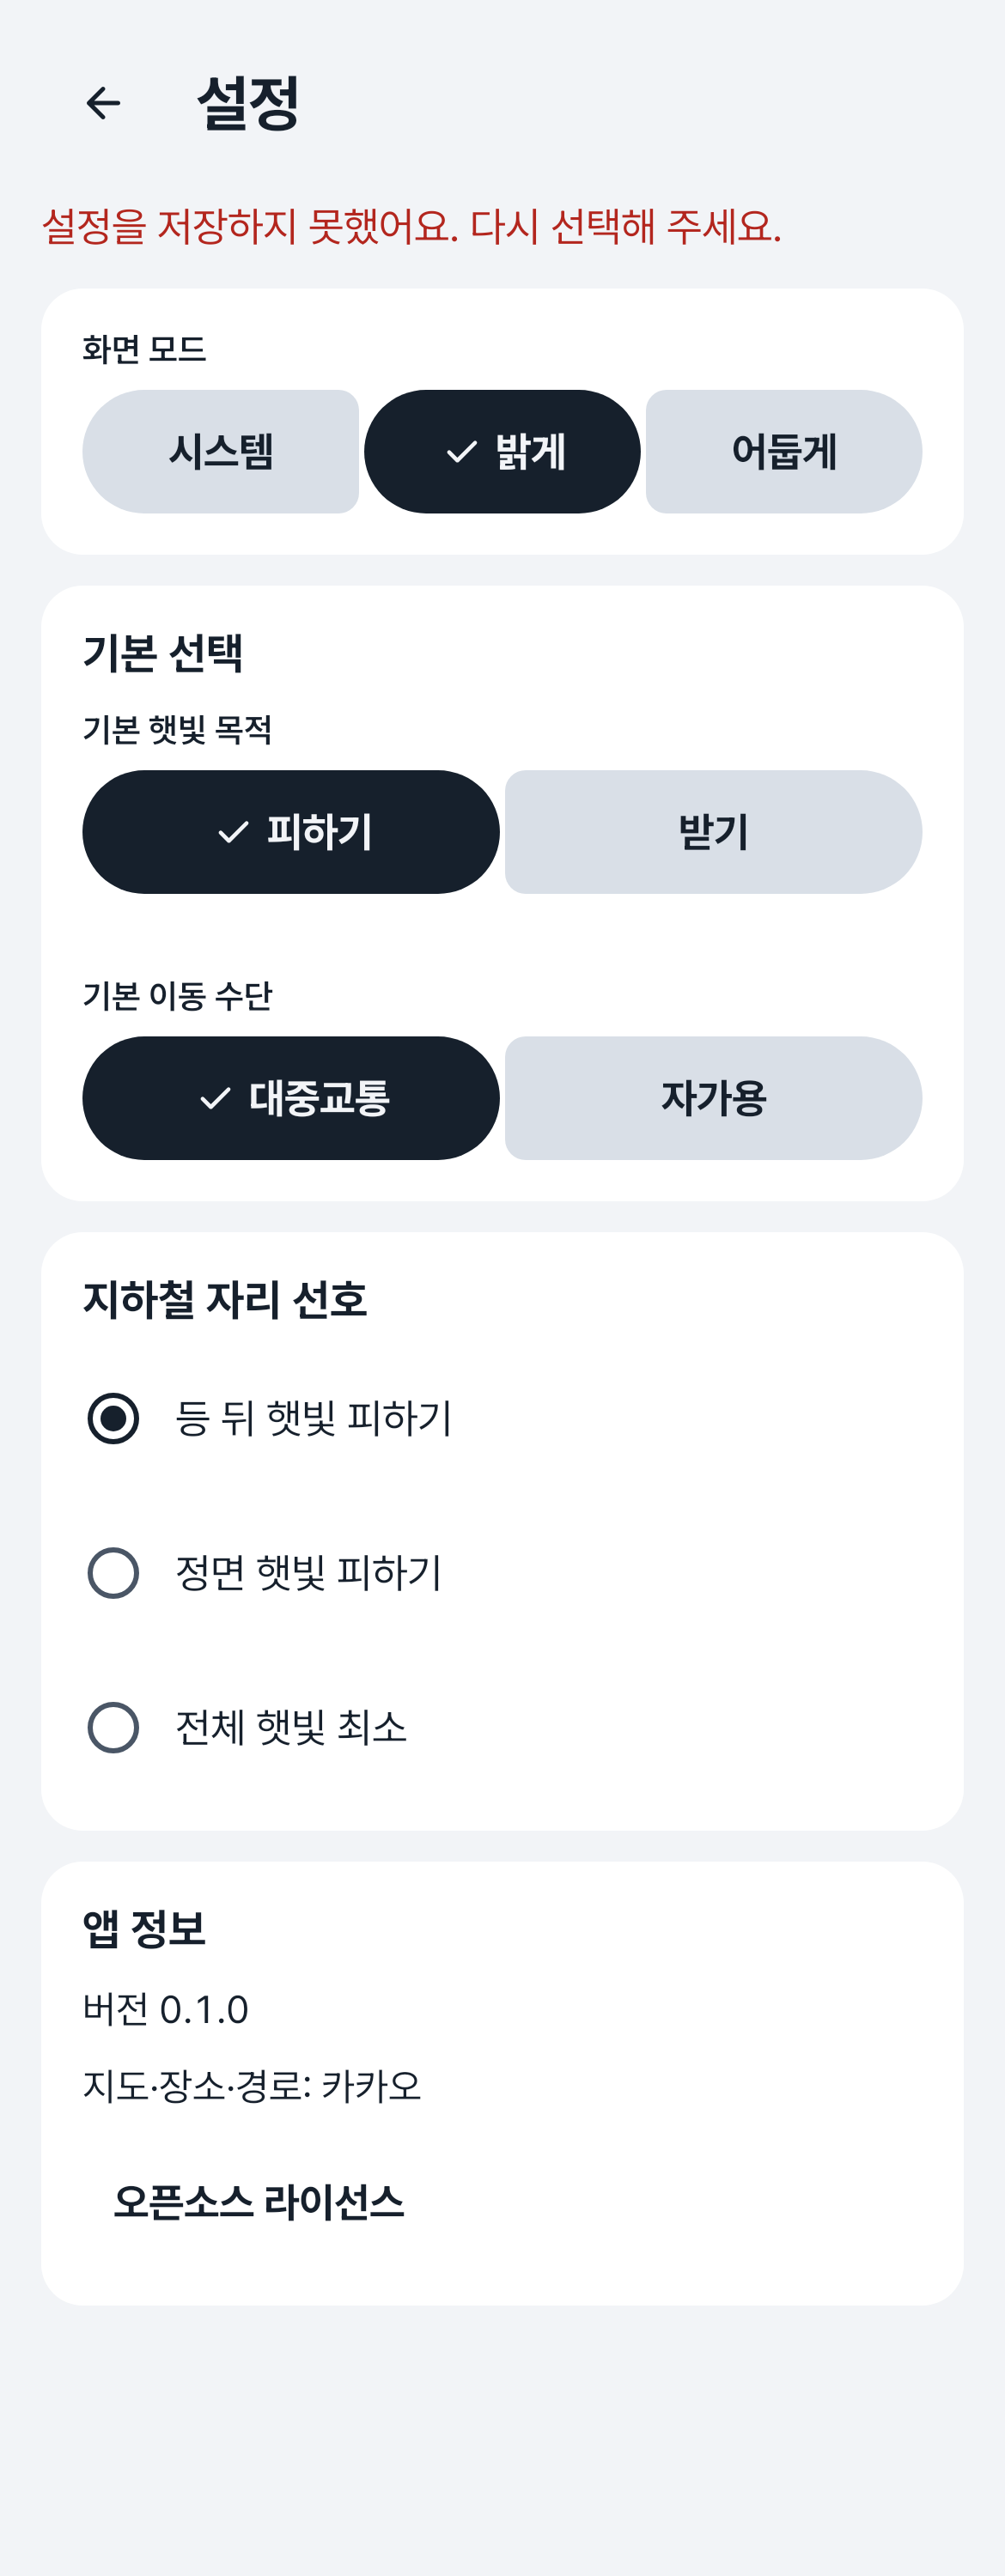 설정
설정을 저장하지 못했어요. 다시 선택해 주세요.
화면 모드
시스템
밝게
어둡게
기본 선택
기본 햇빛 목적
피하기
받기
기본 이동 수단
대중교통
자가용
지하철 자리 선호
등 뒤 햇빛 피하기
정면 햇빛 피하기
전체 햇빛 최소
앱 정보
버전 0.1.0
지도·장소·경로: 카카오
오픈소스 라이선스